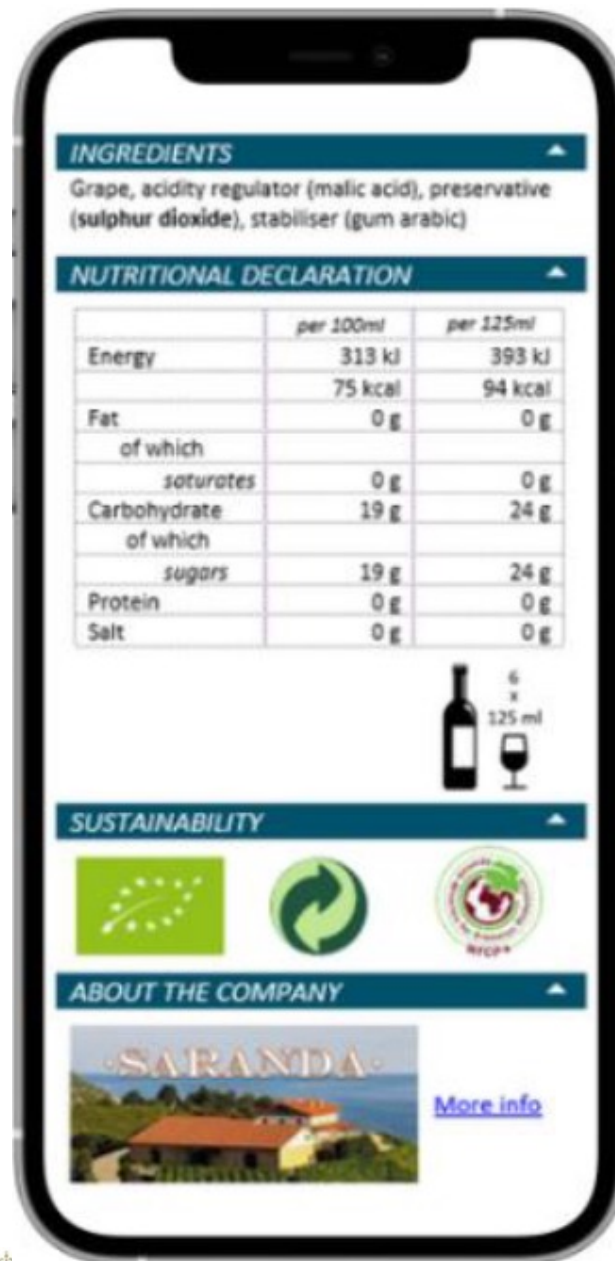 INGREDIENTS
Grape, acidity regulator (malic acid), preservative
(sulphur dioxide), stabiliser (gum arabic)
NUTRITIONAL DECLARATION
per 100ml per 125ml
Energy 313 kJ 393 kJ
75 kcal 94 kcal
Fat 0 g 0 g
of which
saturates 0 g 0 g
Carbohydrate 19 g 24 g
of which
sugars 19 g 24 g
Protein 0 g 0 g
Salt 0 g 0 g
6
x
125 ml
SUSTAINABILITY
WfCP
ABOUT THE COMPANY
·SARANDA·
More info